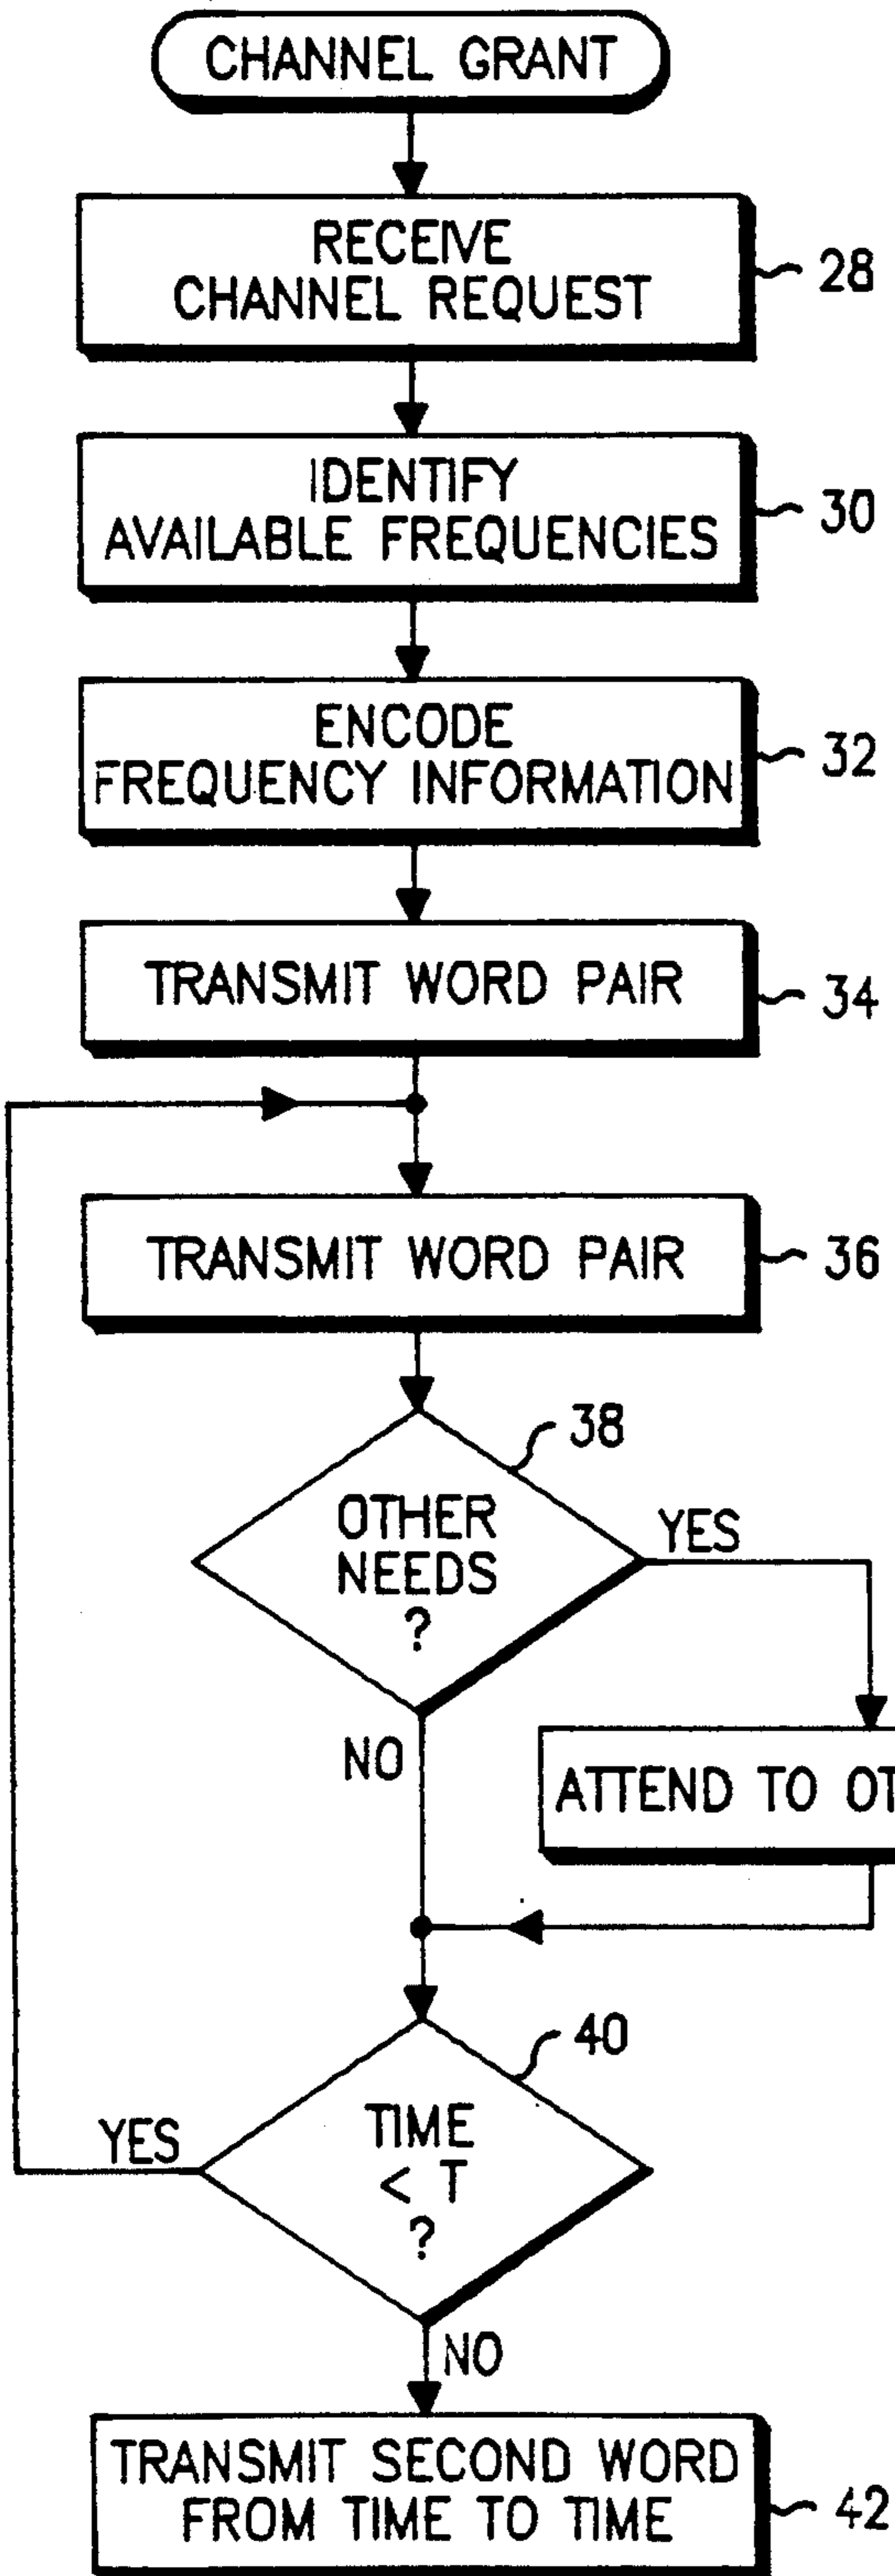 CHANNEL GRANT
RECEIVE
CHANNEL REQUEST
28
IDENTIFY
AVAILABLE FREQUENCIES
30
ENCODE
FREQUENCY INFORMATION
32
TRANSMIT WORD PAIR
34
TRANSMIT WORD PAIR
36
38
OTHER
NEEDS
?
YES
NO
ATTEND TO
40
TIME
< T
?
YES
NO
TRANSMIT SECOND WORD
FROM TIME TO TIME
42